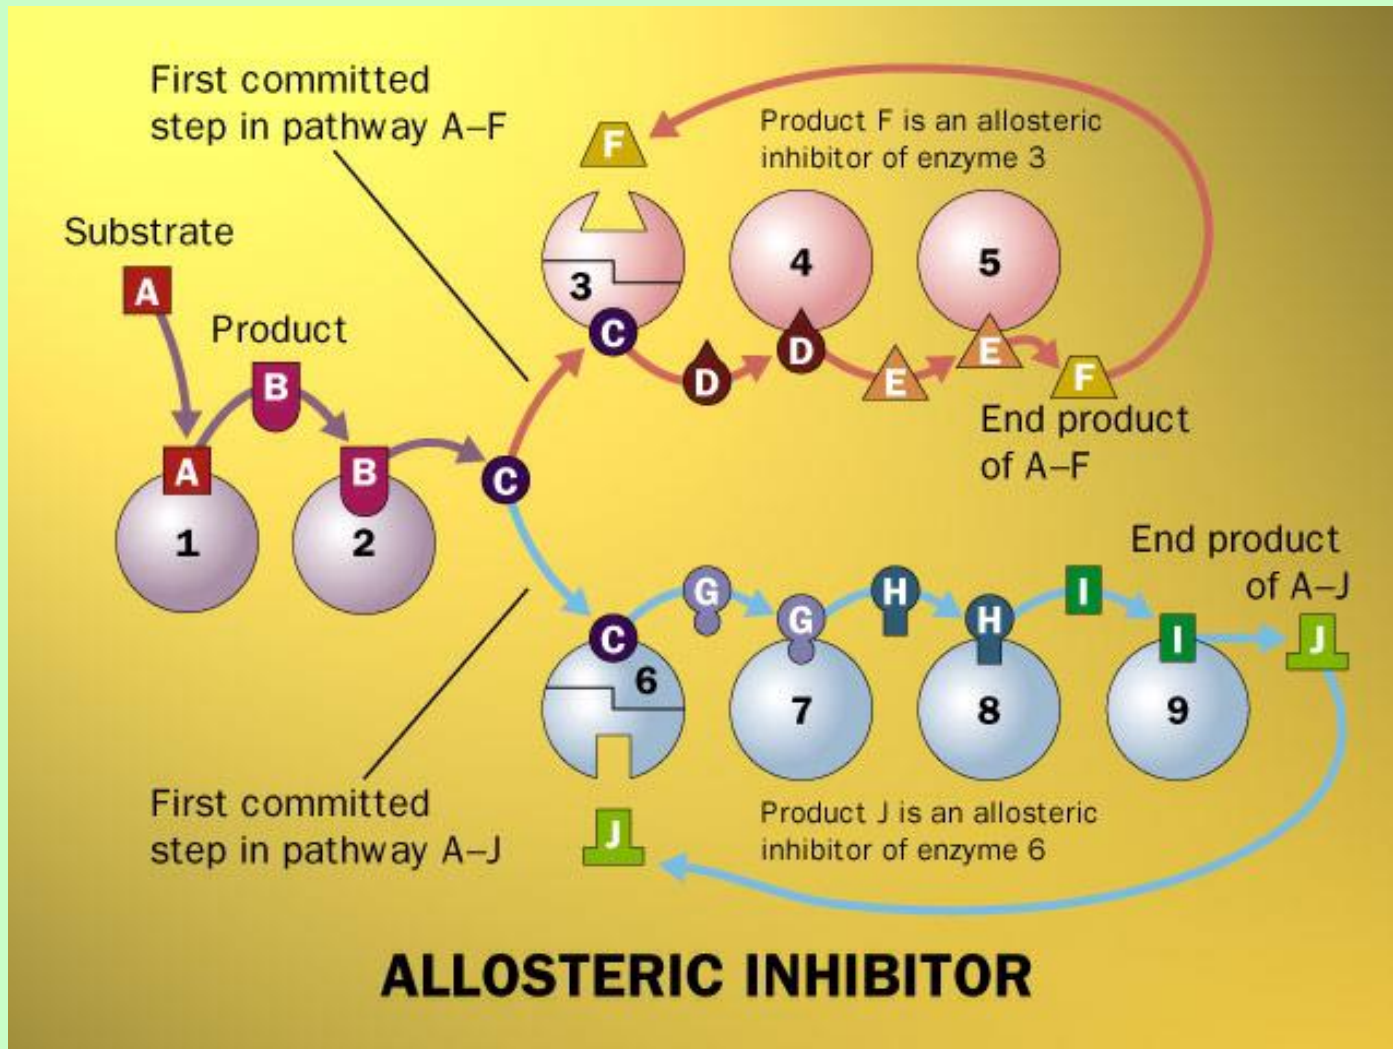 First committed
step in pathway A–F
Product F is an allosteric
inhibitor of enzyme 3
F
Substrate
A
3
4
5
Product
B
C
D
D
E
E
F
End product
of A–F
A
B
C
1
2
End product
of A–J
C
G
G
H
H
I
I
J
6
7
8
9
First committed
step in pathway A–J
Product J is an allosteric
inhibitor of enzyme 6
J
ALLOSTERIC INHIBITOR